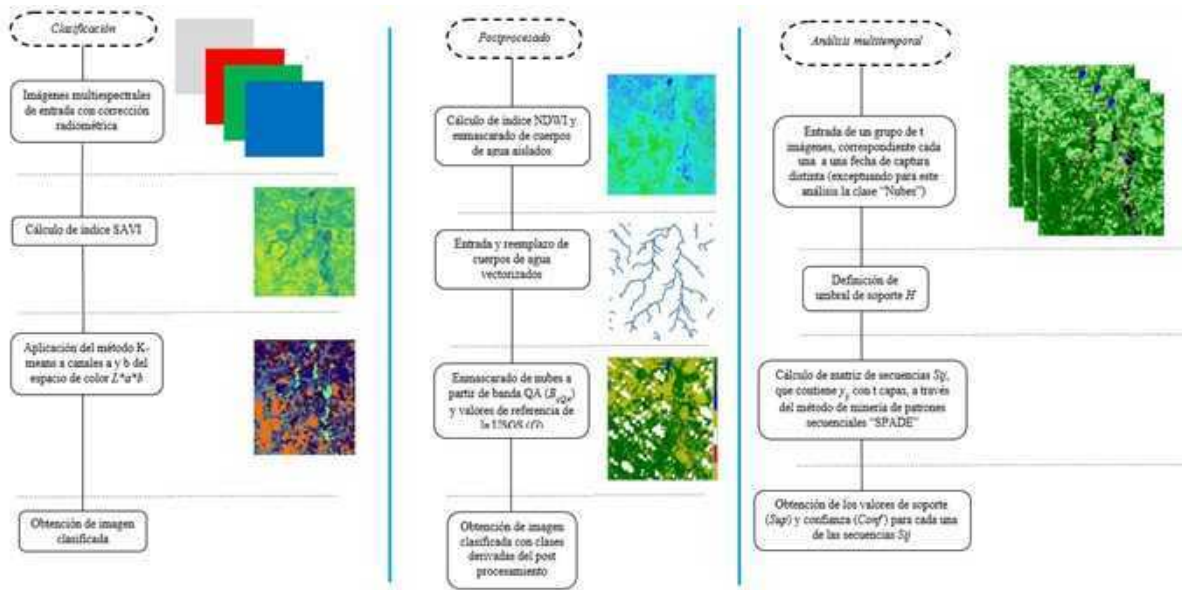 Clasificación
Imágenes multiespectrales
de entrada con corrección
radiométrica
Cálculo de índice SAVI
Aplicación del método K-
means a canales a y b del
espacio de color L*a*b
Obtención de imagen
clasificada
Postprocesado
Cálculo de índice NDWI y
enmascarado de cuerpos
de agua aislados
Entrada y reemplazo de
cuerpos de agua
vectorizados
Enmascarado de nubes a
partir de banda QA
y valores de referencia de
la USGS
Obtención de imagen
clasificada con clases
derivadas del post
procesamiento
Análisis multitemporal
Entrada de un grupo de t
imágenes, correspondiente cada
una a una fecha de captura
distinta (exceptuando para este
análisis la clase “Nubes”)
Definición de
umbral de soporte H
Cálculo de matriz de secuencias Sij,
que contiene con t capas, a través
del método de minería de patrones
secuenciales “SPADE”
Obtención de los valores de soporte
(Sup) y confianza (Conf) para cada una
de las secuencias Sij